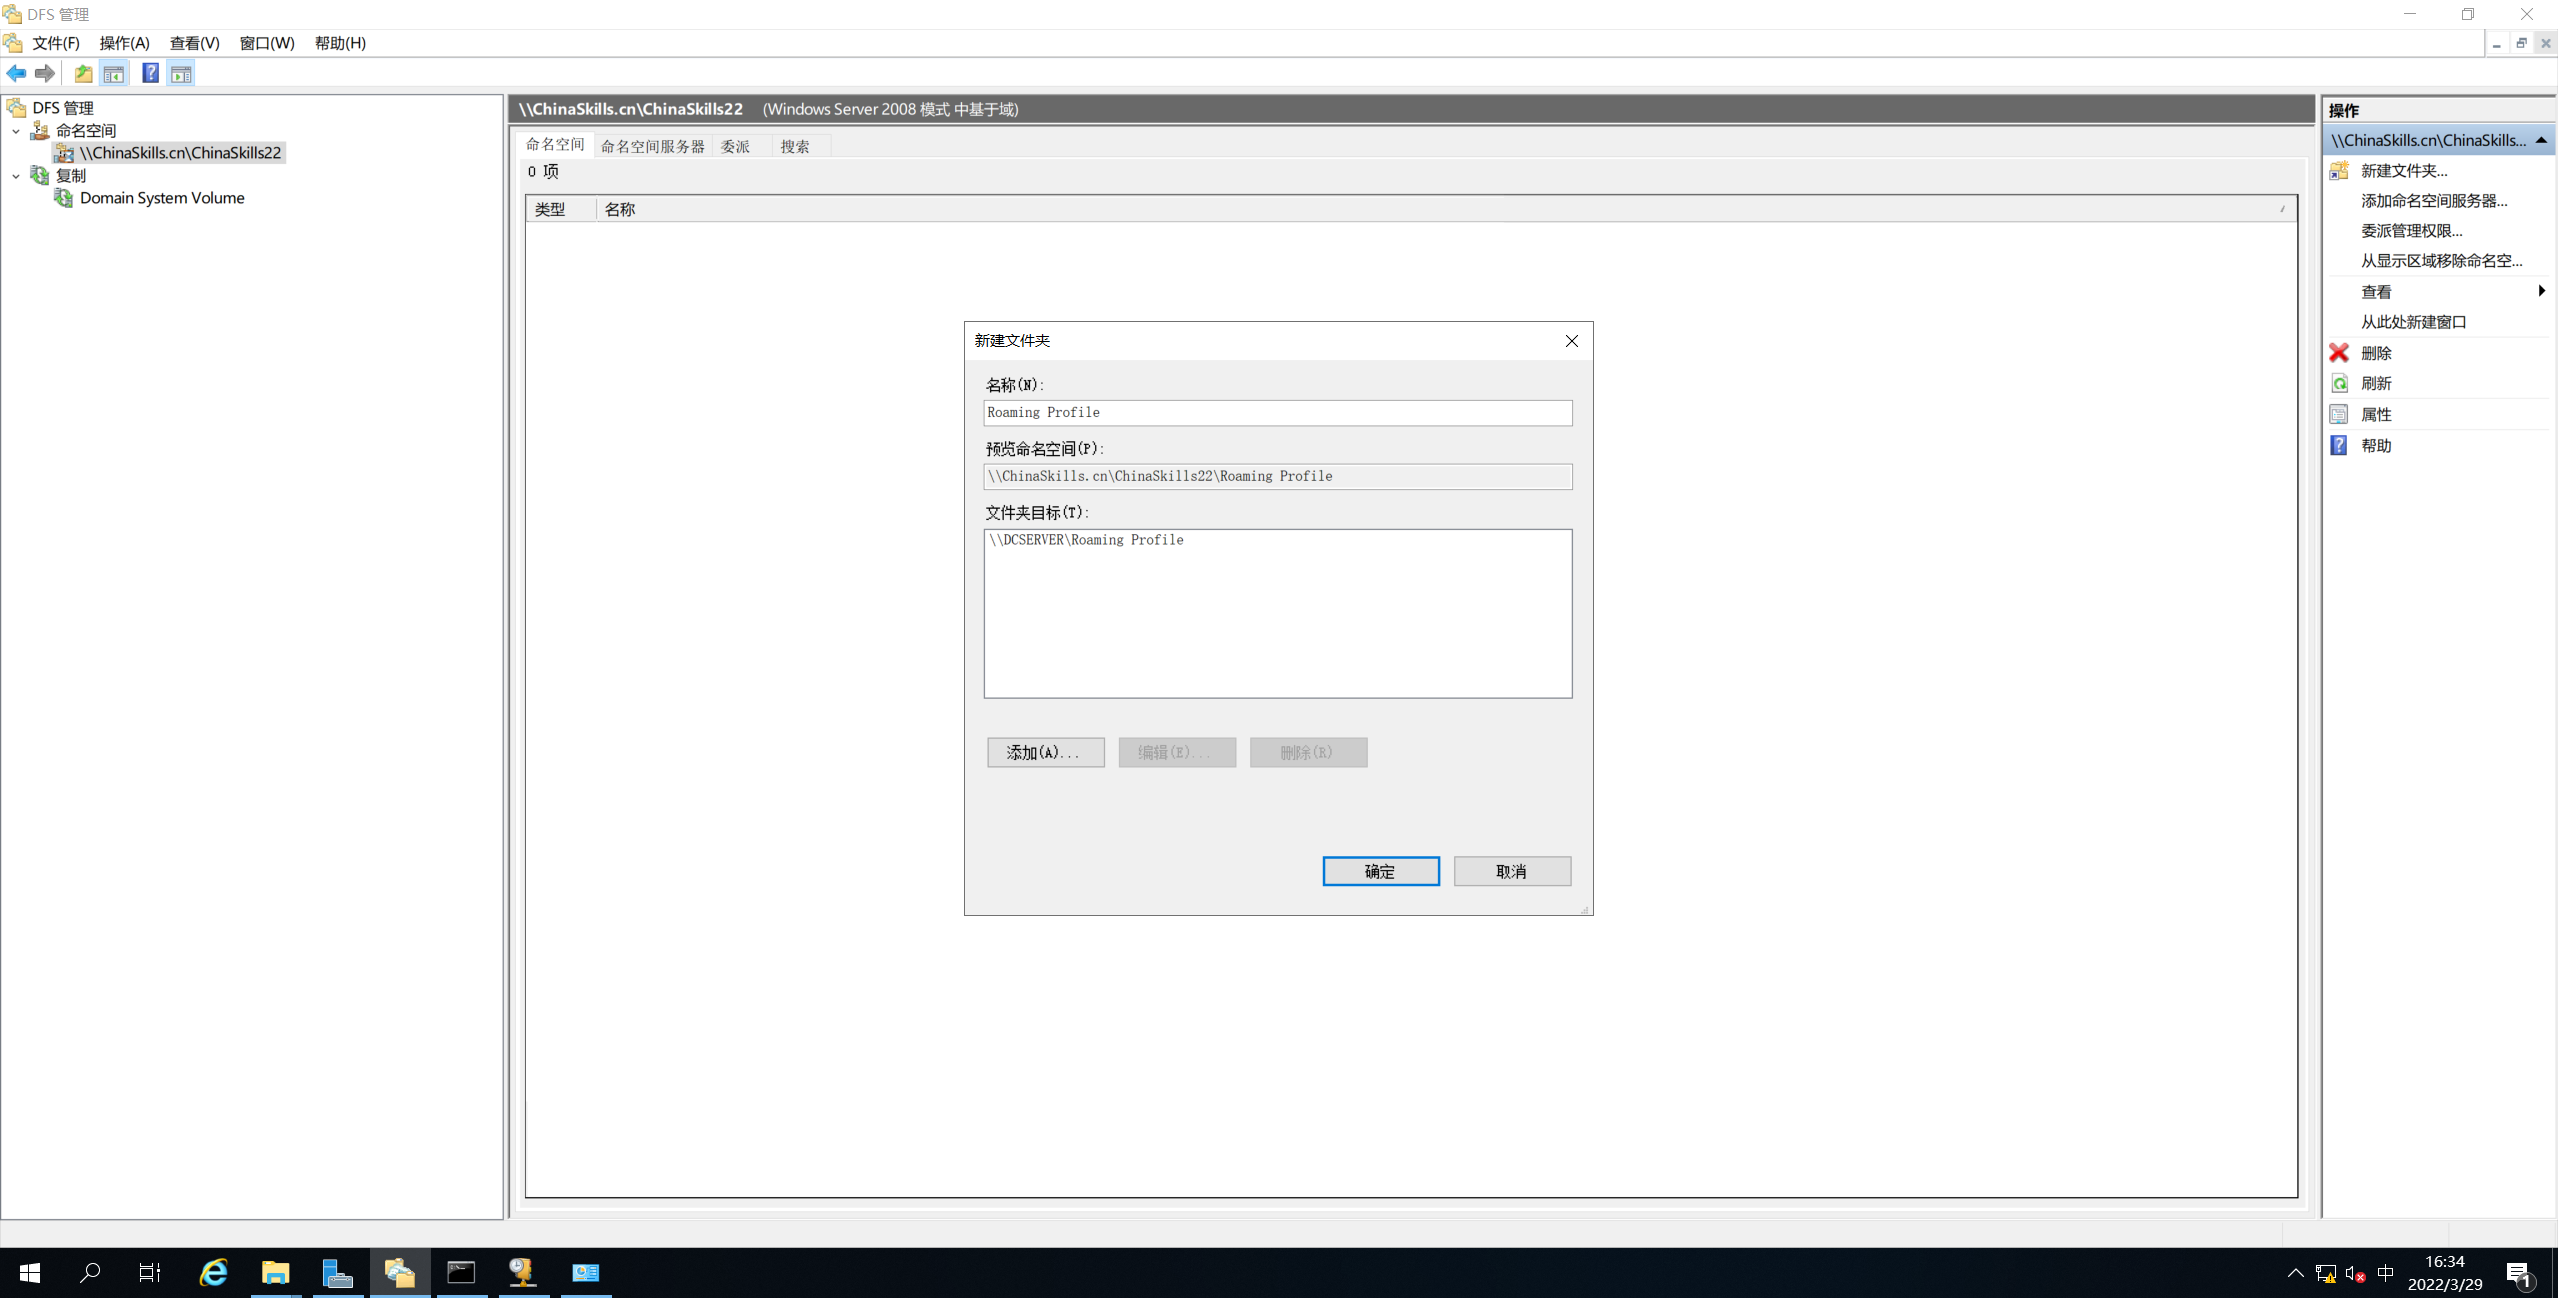 DFS 管理
文件(F) 操作(A) 查看(V) 窗口(W) 帮助(H)
DFS 管理
命名空间
\\ChinaSkills.cn\ChinaSkills22
复制
Domain System Volume
\\ChinaSkills.cn\ChinaSkills22 (Windows Server 2008 模式 中基于域)
命名空间 命名空间服务器 委派 搜索
0 项
类型 名称
新建文件夹
名称(N):
Roaming Profile
预览命名空间(P):
\\ChinaSkills.cn\ChinaSkills22\Roaming Profile
文件夹目标(T):
\\DCSERVER\Roaming Profile
添加(A)... 编辑(E)... 删除(R)
确定 取消
操作
\\ChinaSkills.cn\ChinaSkills...
新建文件夹...
添加命名空间服务器...
委派管理权限...
从显示区域移除命名空...
查看
从此处新建窗口
删除
刷新
属性
帮助
中
16:34
2022/3/29
1